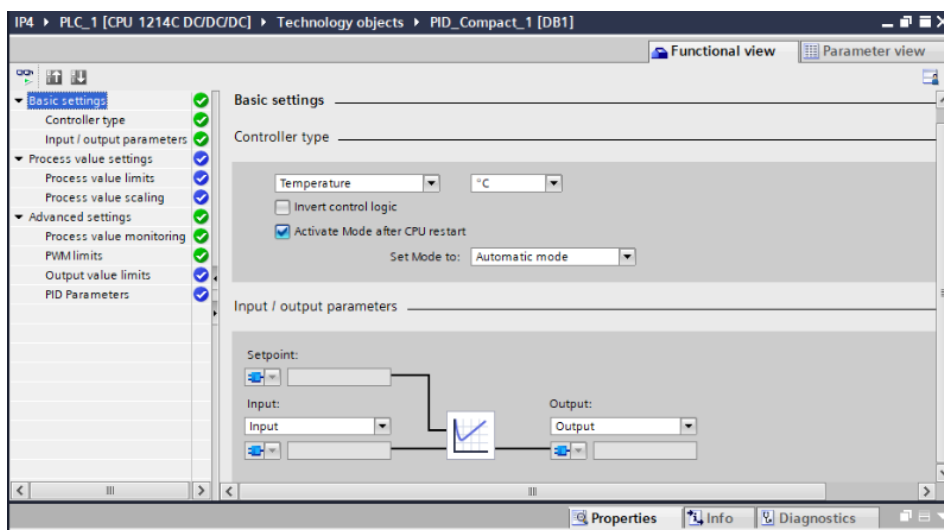 IP4 ▸ PLC_1 [CPU 1214C DC/DC/DC] ▸ Technology objects ▸ PID_Compact_1 [DB1]
Functional view
Parameter view
Basic settings
Controller type
Input / output parameters
Process value settings
Process value limits
Process value scaling
Advanced settings
Process value monitoring
PWM limits
Output value limits
PID Parameters
Basic settings
Controller type
Temperature
°C
Invert control logic
Activate Mode after CPU restart
Set Mode to: Automatic mode
Input / output parameters
Setpoint:
Input:
Input
Output:
Output
Properties
Info
Diagnostics